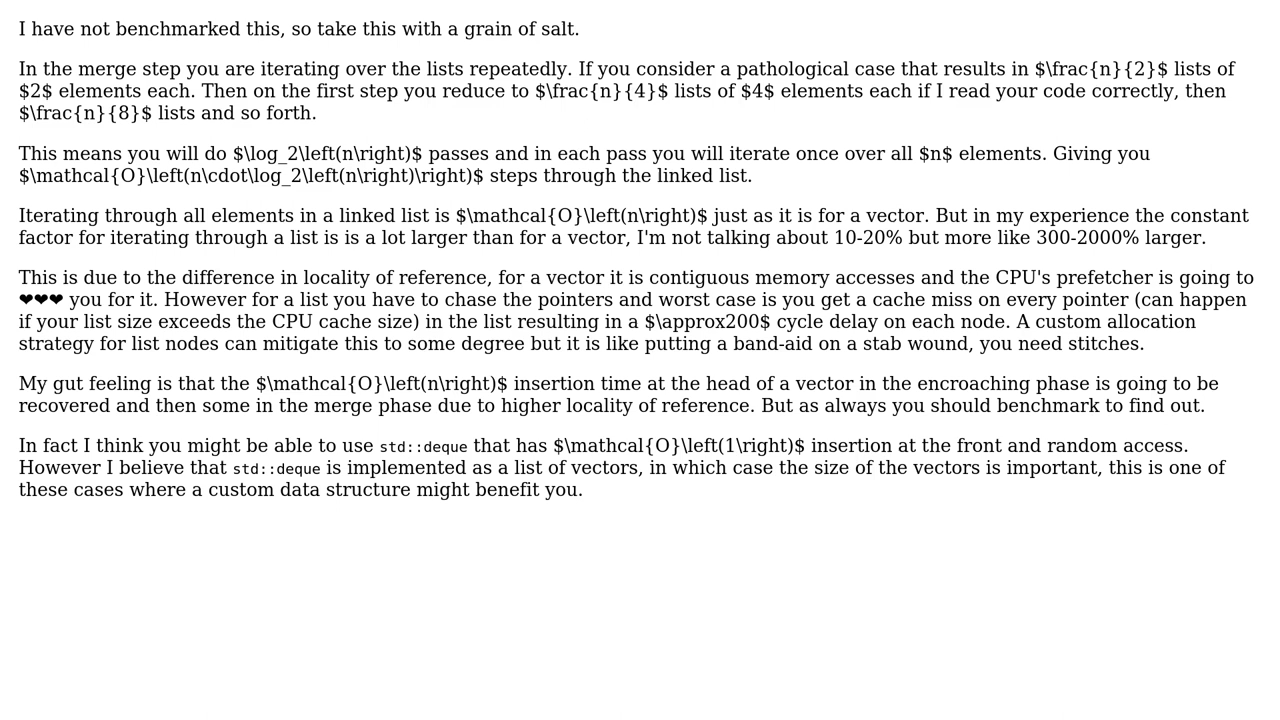 I have not benchmarked this, so take this with a grain of salt.
In the merge step you are iterating over the lists repeatedly. If you consider a pathological case that results in $\frac{n}{2}$ lists of
$2$ elements each. Then on the first step you reduce to $\frac{n}{4}$ lists of $4$ elements each if I read your code correctly, then
$\frac{n}{8}$ lists and so forth.
This means you will do $\log_2\left(n\right)$ passes and in each pass you will iterate once over all $n$ elements. Giving you
$\mathcal{O}\left(n\cdot\log_2\left(n\right)\right)$ steps through the linked list.
Iterating through all elements in a linked list is $\mathcal{O}\left(n\right)$ just as it is for a vector. But in my experience the constant
factor for iterating through a list is is a lot larger than for a vector, I'm not talking about 10-20% but more like 300-2000% larger.
This is due to the difference in locality of reference, for a vector it is contiguous memory accesses and the CPU's prefetcher is going to
❤❤❤ you for it. However for a list you have to chase the pointers and worst case is you get a cache miss on every pointer (can happen
if your list size exceeds the CPU cache size) in the list resulting in a $\approx200$ cycle delay on each node. A custom allocation
strategy for list nodes can mitigate this to some degree but it is like putting a band-aid on a stab wound, you need stitches.
My gut feeling is that the $\mathcal{O}\left(n\right)$ insertion time at the head of a vector in the encroaching phase is going to be
recovered and then some in the merge phase due to higher locality of reference. But as always you should benchmark to find out.
In fact I think you might be able to use std::deque that has $\mathcal{O}\left(1\right)$ insertion at the front and random access.
However I believe that std::deque is implemented as a list of vectors, in which case the size of the vectors is important, this is one of
these cases where a custom data structure might benefit you.